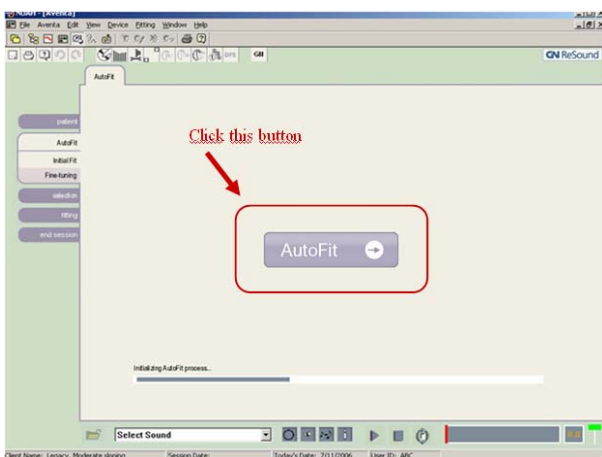 NOAH - [Aventa]
File Aventa Edit View Device Fitting Window Help
GN ReSound
AutoFit
patient
AutoFit
Initial Fit
Fine-tuning
selection
fitting
end session
Click this button
AutoFit
Initializing AutoFit process...
Select Sound
Client Name: Legacy, Moderate sloping Session Date: Today's Date: 7/11/2006 User ID: ABC